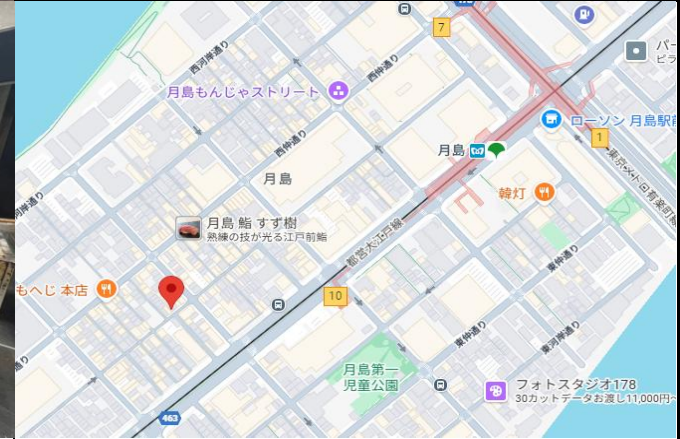 7
西河岸通り
西仲通り
パー
ピラ
月島もんじゃストリート
ローソン 月島駅前
1
西仲通り
月島
月島
東京メトロ有楽町線
韓灯
月島 鮨 すず樹
熟練の技が光る江戸前鮨
都営大江戸線
東仲通り
もへじ 本店
10
東仲通り
東河岸通り
月島第一
児童公園
フォトスタジオ178
30カットデータお渡し11,000円~
463